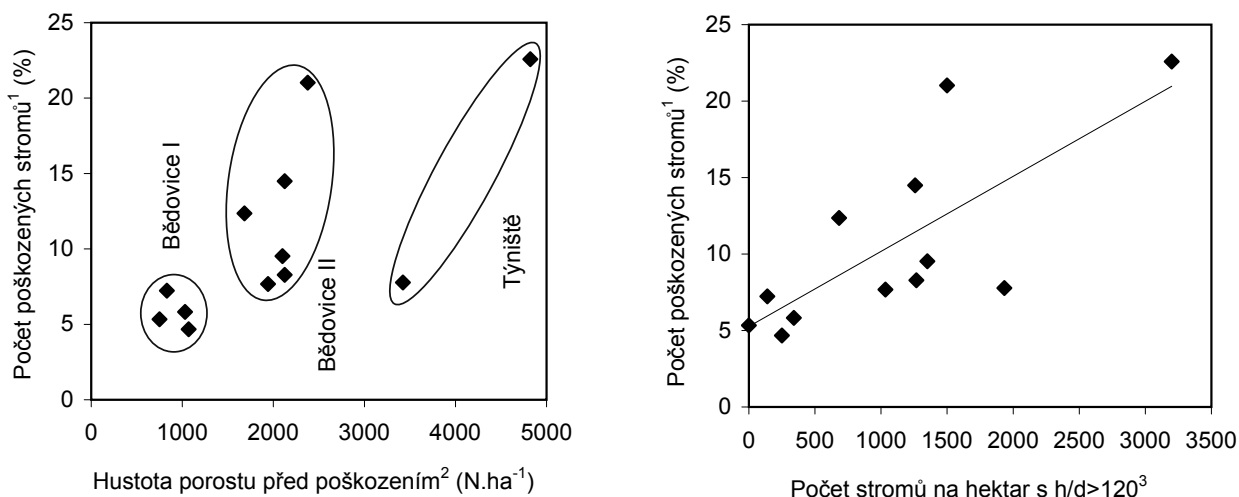 Počet poškozených stromů¹ (%)
25
20
15
10
5
0
Bědovice I
Bědovice II
Týniště
0 1000 2000 3000 4000 5000
Hustota porostu před poškozením² (N.ha⁻¹)
Počet poškozených stromů¹ (%)
25
20
15
10
5
0
0 500 1000 1500 2000 2500 3000 3500
Počet stromů na hektar s h/d>120³